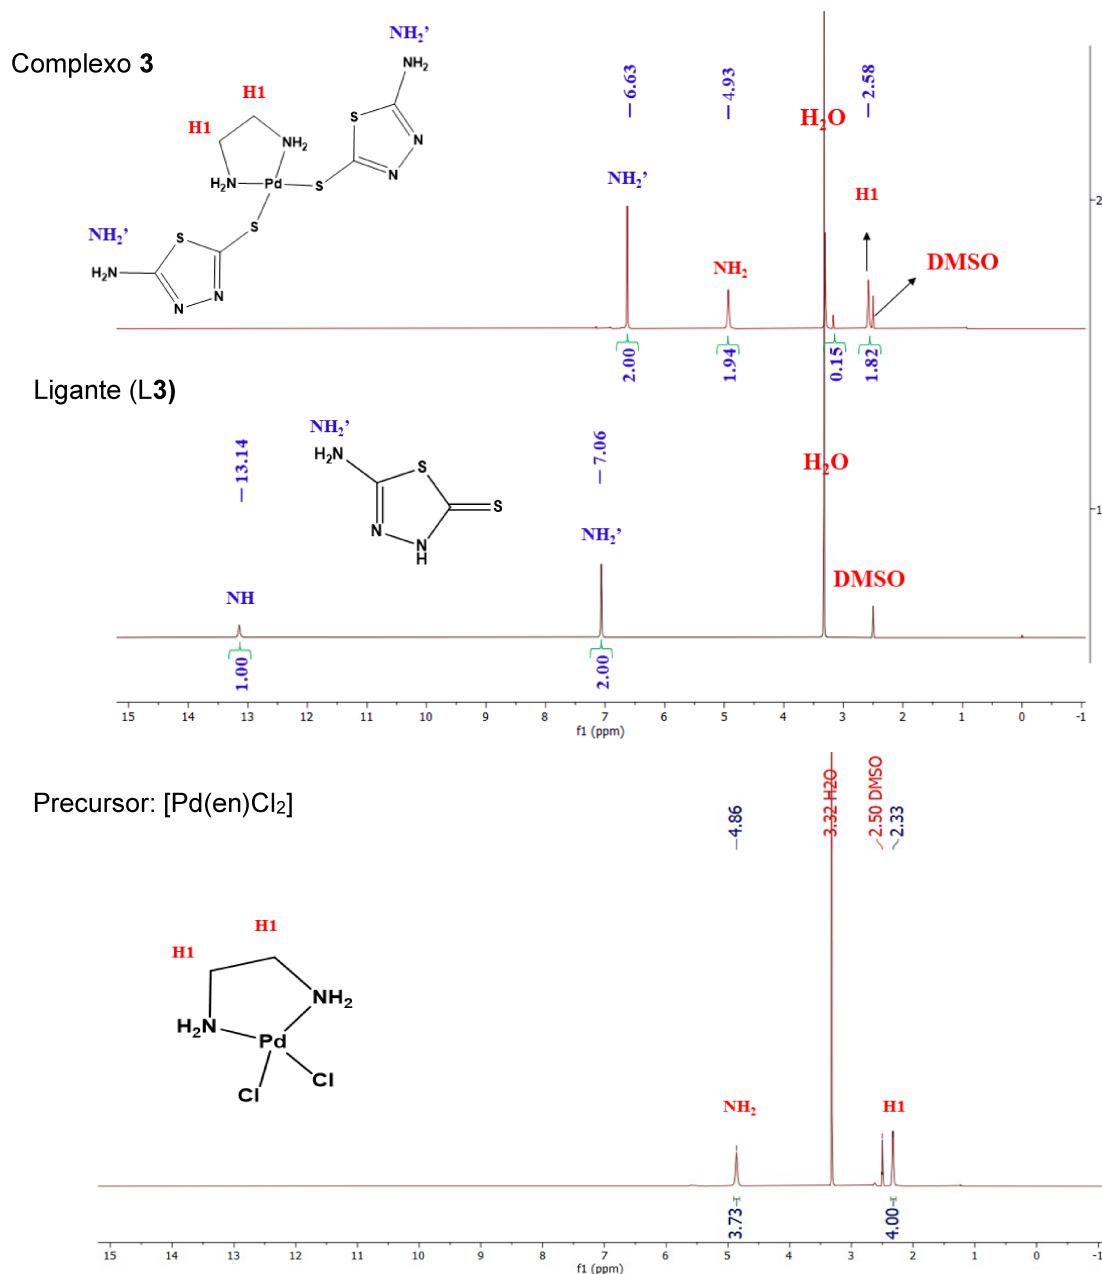 Complexo 3
NH₂'
NH₂
H1
H1
S
N
N
NH₂
H₂N
Pd
S
S
NH₂'
S
H₂N
N
N
– 6.63
– 4.93
– 2.58
H₂O
NH₂'
NH₂
H1
DMSO
2
2.00
1.94
0.15
1.82
Ligante (L3)
– 13.14
– 7.06
NH₂'
H₂N
S
S
N
N
H
H₂O
NH₂'
DMSO
NH
1
1.00
2.00
15 14 13 12 11 10 9 8 7 6 5 4 3 2 1 0 -1
f1 (ppm)
Precursor: [Pd(en)Cl₂]
–4.86
3.32 H2O
2.50 DMSO
2.33
H1
H1
NH₂
H₂N
Pd
Cl
Cl
NH₂
H1
3.73
4.00
15 14 13 12 11 10 9 8 7 6 5 4 3 2 1 0 -1
f1 (ppm)